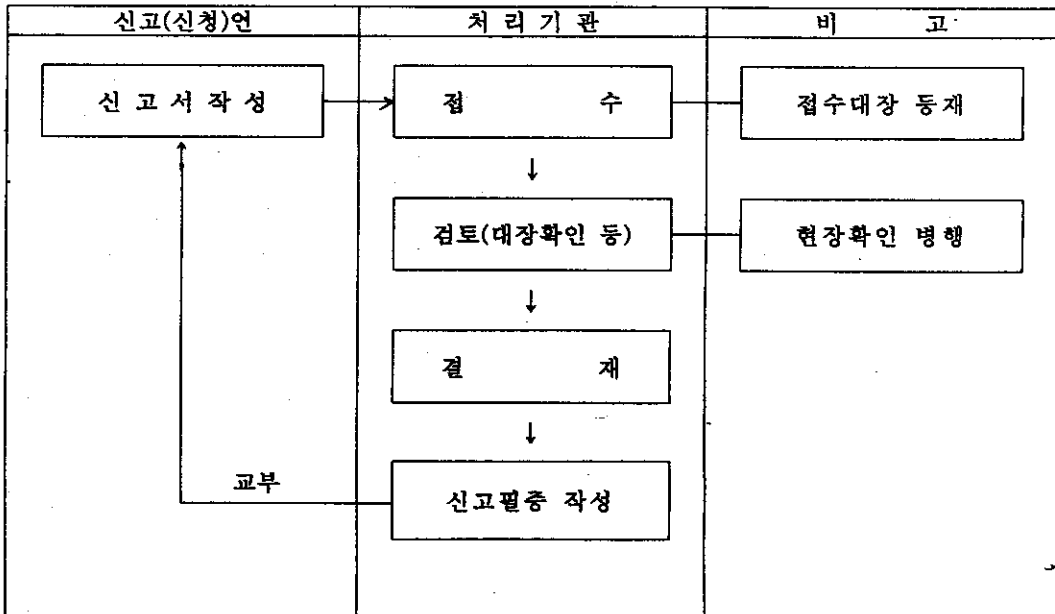 신고(신청)언 처 리 기 관 비 고
신 고 서 작 성 접 수 접수대장 등재
↓
검토(대장확인 등) 현장확인 병행
↓
결 재
↓
교부 신고필증 작성